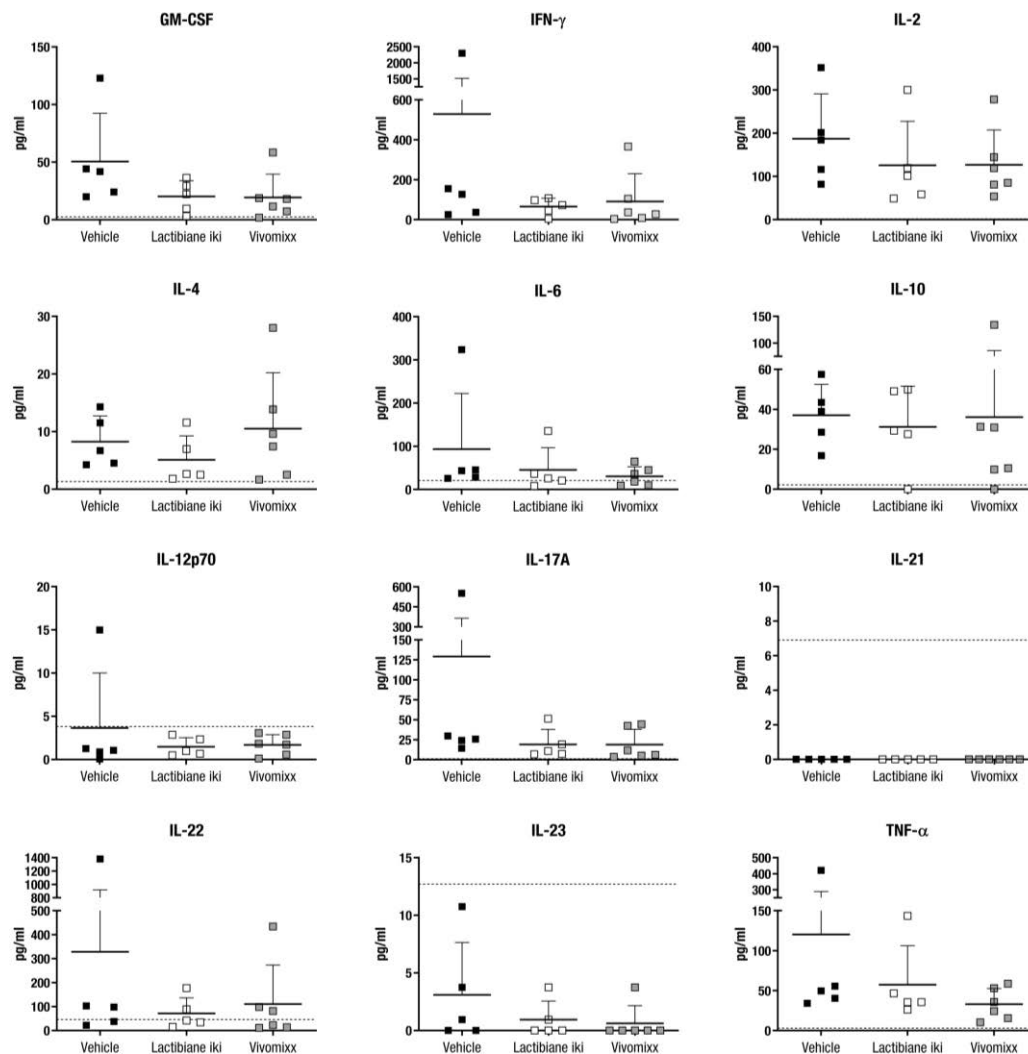 GM-CSF
150
100
50
0
pg/ml
Vehicle Lactibiane iki Vivomixx
IFN-γ
2500
2000
1500
600
400
200
0
pg/ml
Vehicle Lactibiane iki Vivomixx
IL-2
400
300
200
100
0
pg/ml
Vehicle Lactibiane iki Vivomixx
IL-4
30
20
10
0
pg/ml
Vehicle Lactibiane iki Vivomixx
IL-6
400
300
200
100
0
pg/ml
Vehicle Lactibiane iki Vivomixx
IL-10
150
100
50
60
40
20
0
pg/ml
Vehicle Lactibiane iki Vivomixx
IL-12p70
20
15
10
5
0
pg/ml
Vehicle Lactibiane iki Vivomixx
IL-17A
600
450
300
150
125
100
75
50
25
0
pg/ml
Vehicle Lactibiane iki Vivomixx
IL-21
10
8
6
4
2
0
pg/ml
Vehicle Lactibiane iki Vivomixx
IL-22
1400
1200
1000
800
500
400
300
200
100
0
pg/ml
Vehicle Lactibiane iki Vivomixx
IL-23
15
12
5
3
0
pg/ml
Vehicle Lactibiane iki Vivomixx
TNF-α
500
400
300
150
100
50
0
pg/ml
Vehicle Lactibiane iki Vivomixx